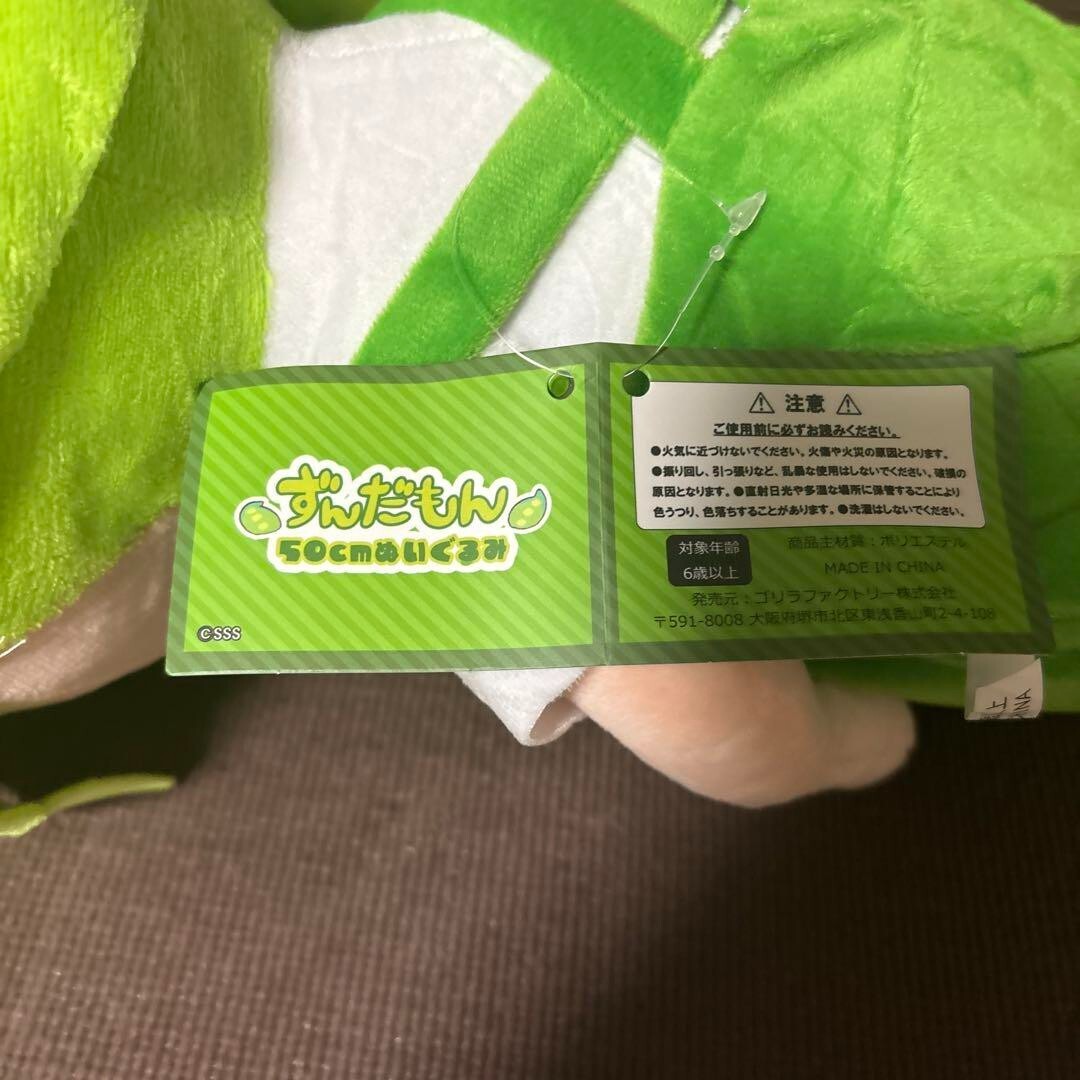 ずんだもん
50cmぬいぐるみ
©SSS
注意
ご使用前に必ずお読みください。
●火気に近づけないでください。火傷や火災の原因となります。
●振り回し、引っ張りなど、乱暴な使用はしないでください。破損の
原因となります。●直射日光や多湿な場所に保管することにより
色うつり、色落ちすることがあります。●洗濯はしないでください。
対象年齢
6歳以上
商品主材質：ポリエステル
MADE IN CHINA
発売元：ゴリラファクトリー株式会社
〒591-8008 大阪府堺市北区東浅香山町2-4-108